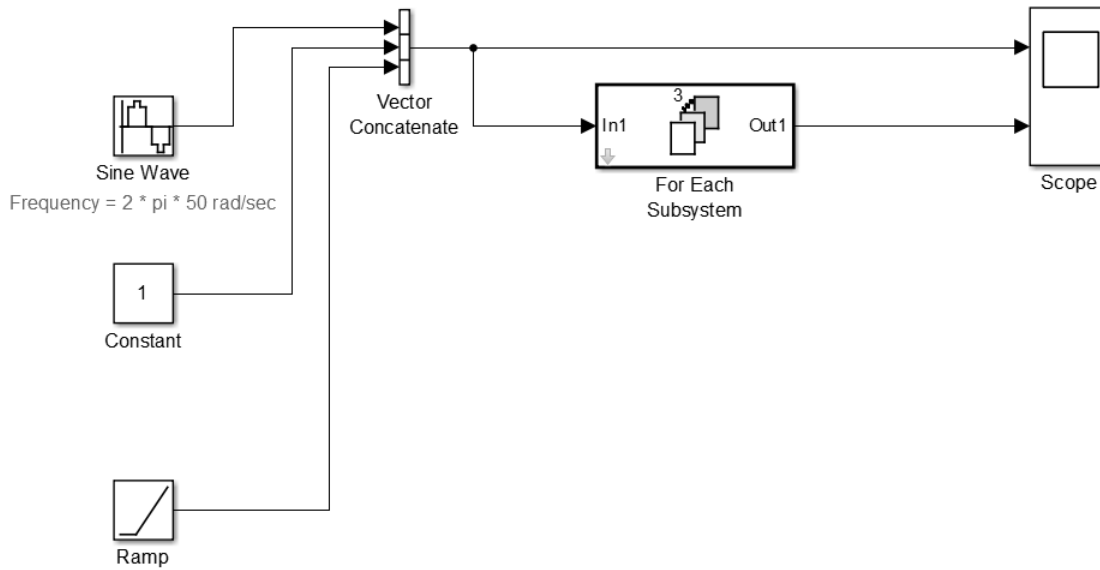 Vector
Concatenate
3
In1
Out1
Sine Wave
Frequency = 2 * pi * 50 rad/sec
For Each
Subsystem
Scope
1
Constant
Ramp